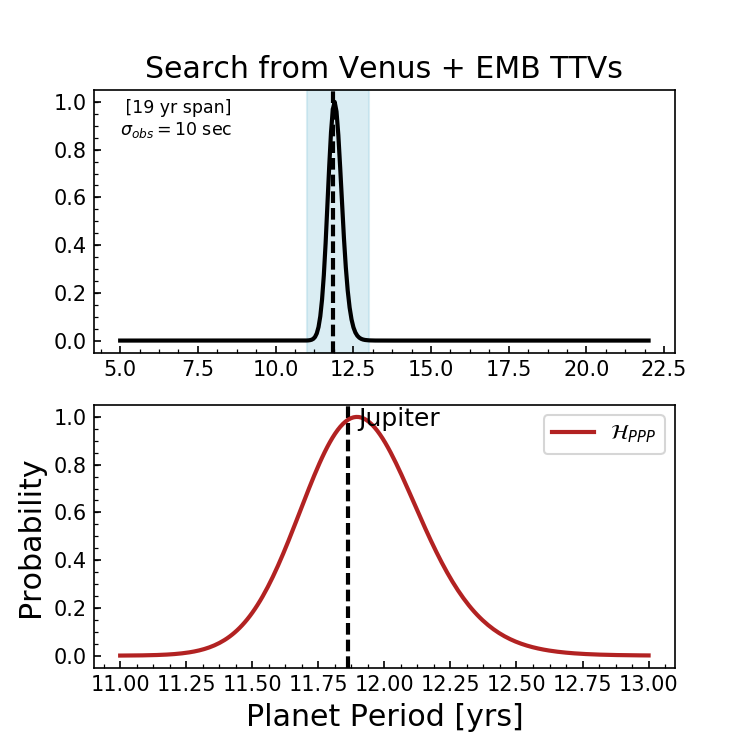 Search from Venus + EMB TTVs
[19 yr span]
σ_obs = 10 sec
1.0
0.8
0.6
0.4
0.2
0.0
5.0 7.5 10.0 12.5 15.0 17.5 20.0 22.5
Jupiter
ℋ_PPP
Probability
1.0
0.8
0.6
0.4
0.2
0.0
11.00 11.25 11.50 11.75 12.00 12.25 12.50 12.75 13.00
Planet Period [yrs]